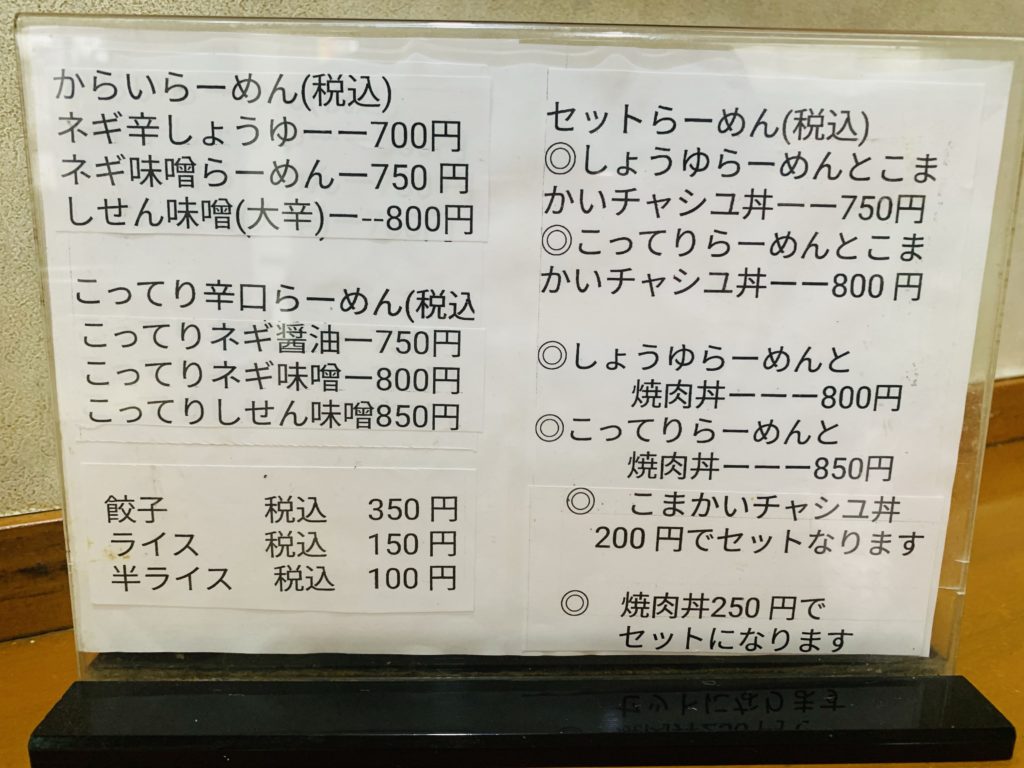 からいらーめん(税込)
ネギ辛しょうゆーー700円
ネギ味噌らーめんー750 円
しせん味噌(大辛)ー--800円
こってり辛口らーめん(税込
こってりネギ醤油ー750円
こってりネギ味噌ー800円
こってりしせん味噌850円
餃子 税込 350 円
ライス 税込 150 円
半ライス 税込 100 円
セットらーめん(税込)
◎しょうゆらーめんとこま
かいチャシユ丼ーー750円
◎こってりらーめんとこま
かいチャシユ丼ーー800 円
◎しょうゆらーめんと
焼肉丼ーーー800円
◎こってりらーめんと
焼肉丼ーーー850円
◎ こまかいチャシユ丼
200 円でセットなります
◎ 焼肉丼250 円で
セットになります